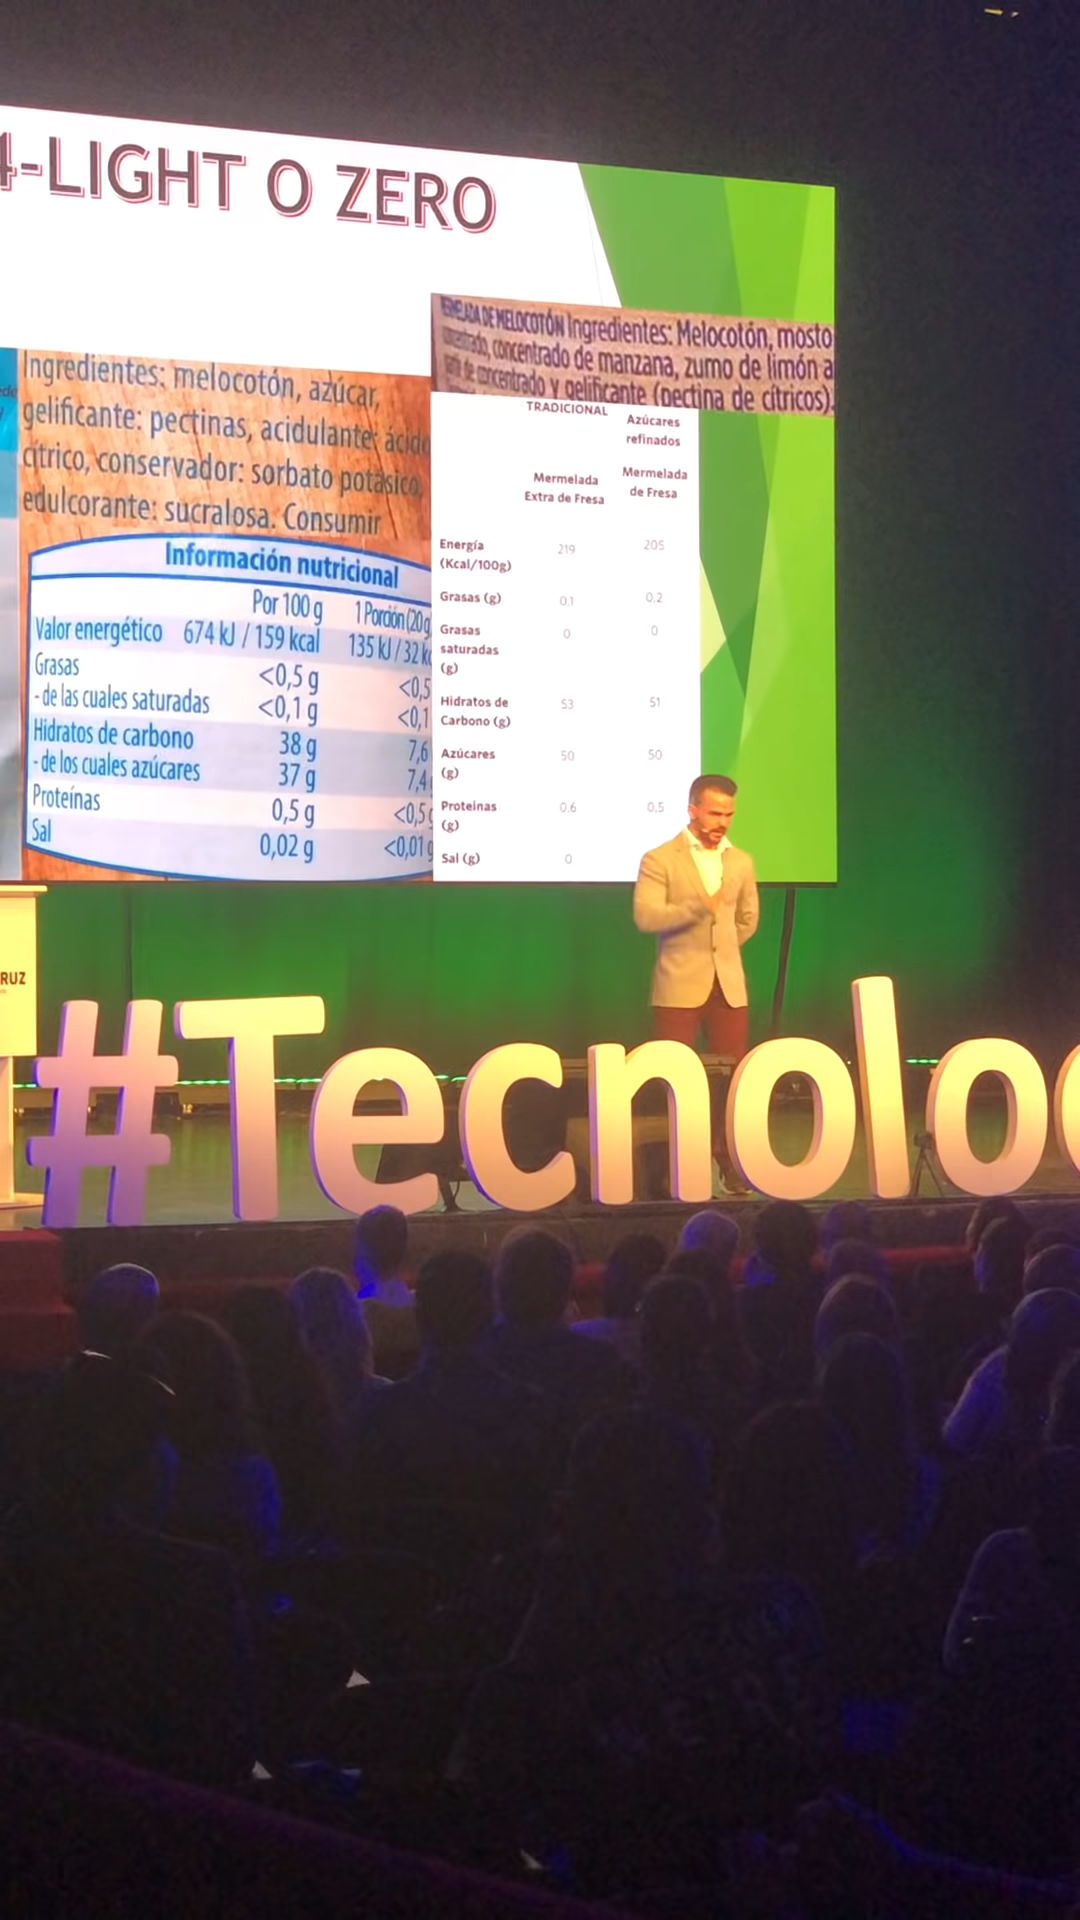 4-LIGHT O ZERO
Ingredientes: melocotón, azúcar,
gelificante: pectinas, acidulante: ácido
cítrico, conservador: sorbato potásico,
edulcorante: sucralosa. Consumir
Información nutricional
Por 100 g 1 Porción (20g
Valor energético 674 kJ / 159 kcal 135 kJ / 32 k
Grasas <0,5 g <0,5
- de las cuales saturadas <0,1 g <0,1
Hidratos de carbono 38 g 7,6
- de los cuales azúcares 37 g 7,4
Proteínas 0,5 g <0,5
Sal 0,02 g <0,01 g
DE MELOCOTÓN Ingredientes: Melocotón, mosto
concentrado, concentrado de manzana, zumo de limón a
de concentrado y gelificante (pectina de cítricos).
TRADICIONAL Azúcares
refinados
Mermelada Mermelada
Extra de Fresa de Fresa
Energía
(Kcal/100g) 219 205
Grasas (g) 0.1 0.2
Grasas
saturadas
(g) 0 0
Hidratos de
Carbono (g) 53 51
Azúcares
(g) 50 50
Proteinas
(g) 0.6 0.5
Sal (g) 0
RUZ
#Tecnolo